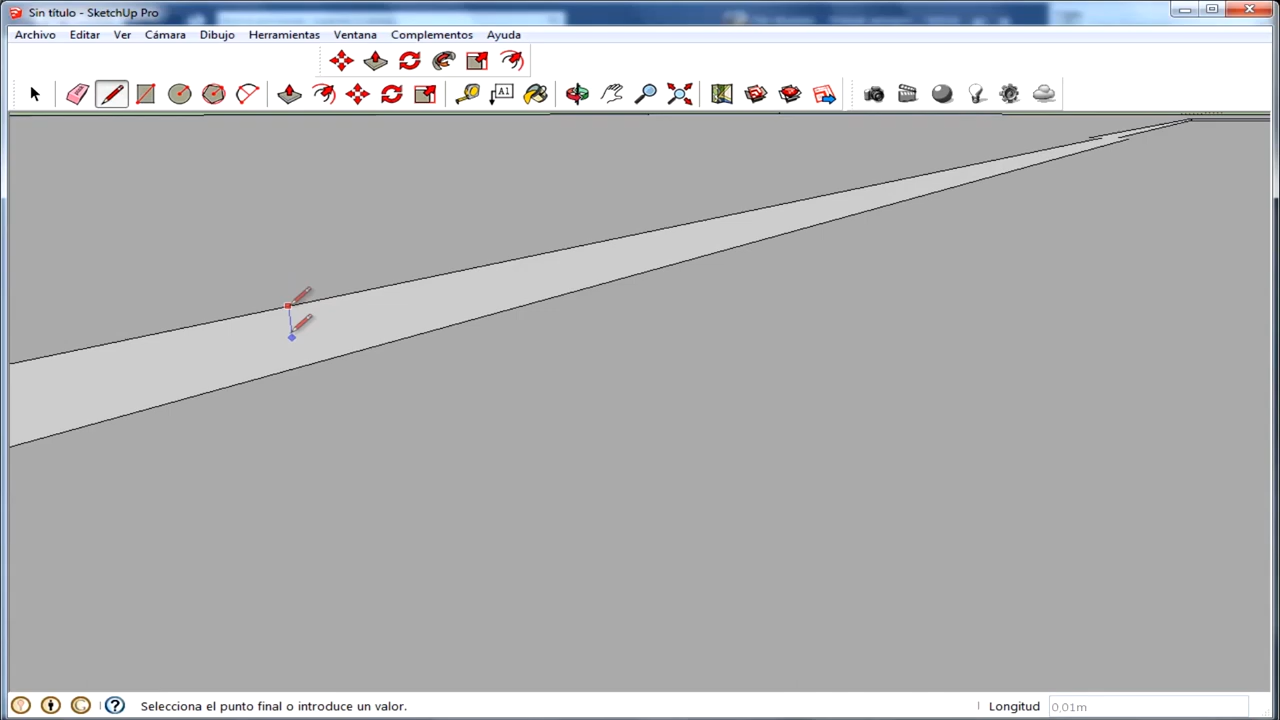 Sin título - SketchUp Pro
Archivo Editar Ver Cámara Dibujo Herramientas Ventana Complementos Ayuda
A1
Selecciona el punto final o introduce un valor. Longitud 0,01m